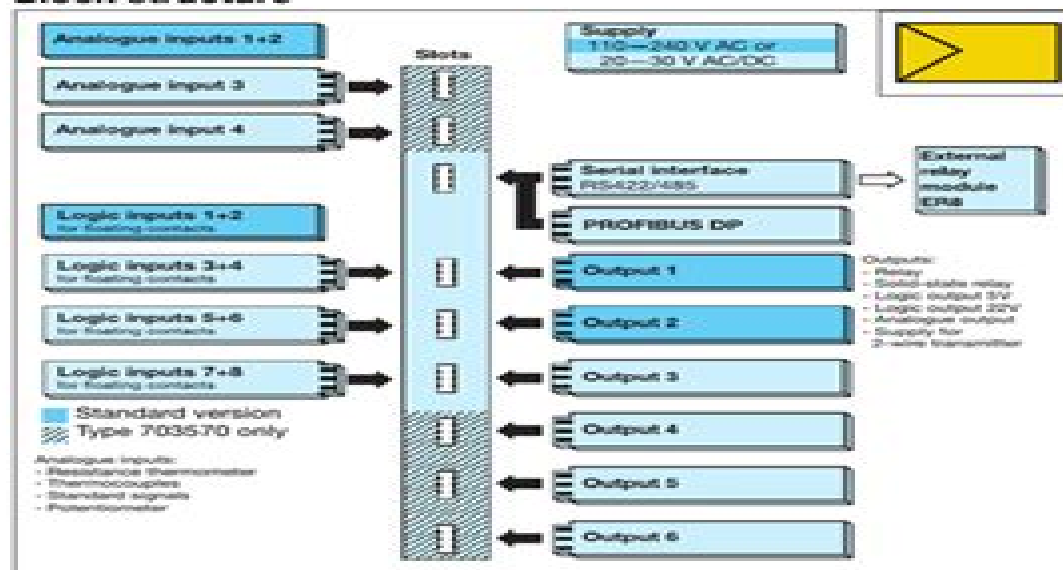 Block structure
Analogue inputs 1+2
Analogue input 3
Analogue input 4
Logic inputs 1+2
for floating contacts
Logic inputs 3+4
for floating contacts
Logic inputs 5+6
for floating contacts
Logic inputs 7+8
for floating contacts
Standard version
Type 703570 only
Analogue inputs:
- Resistance thermometer
- Thermocouples
- Standard signals
- Potentiometer
Slots
Supply
110—240 V AC or
20—30 V AC/DC
Serial interface
RS422/485
PROFIBUS DP
External
relay
module
ER8
Output 1
Output 2
Output 3
Output 4
Output 5
Output 6
Outputs:
- Relay
- Solid-state relay
- Logic output 5V
- Logic output 22V
- Analogue output
- Supply for
2-wire transmitter